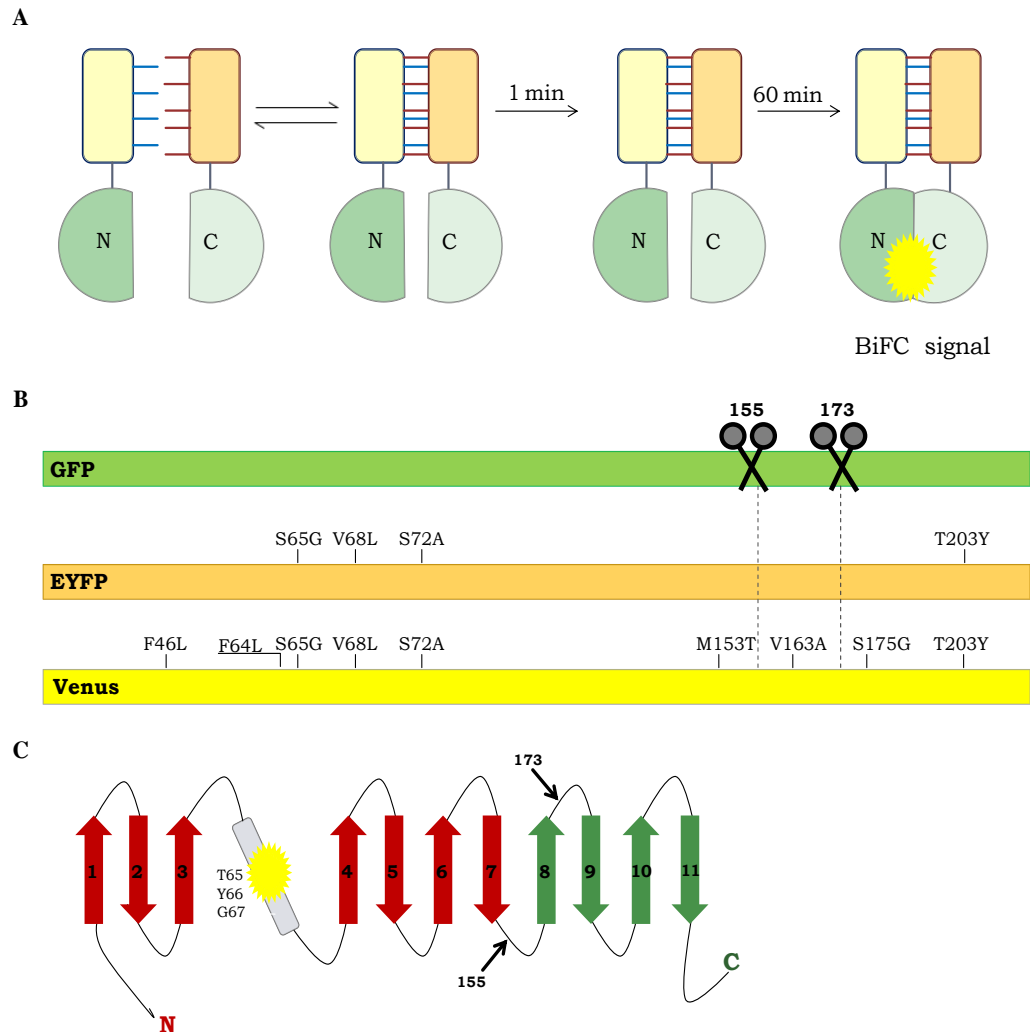 A
1 min
60 min
N C N C N C N C
BiFC signal
B
155 173
GFP
S65G V68L S72A T203Y
EYFP
F46L F64L S65G V68L S72A M153T V163A S175G T203Y
Venus
C
173
1 2 3 4 5 6 7 8 9 10 11
T65
Y66
G67
155
C
N